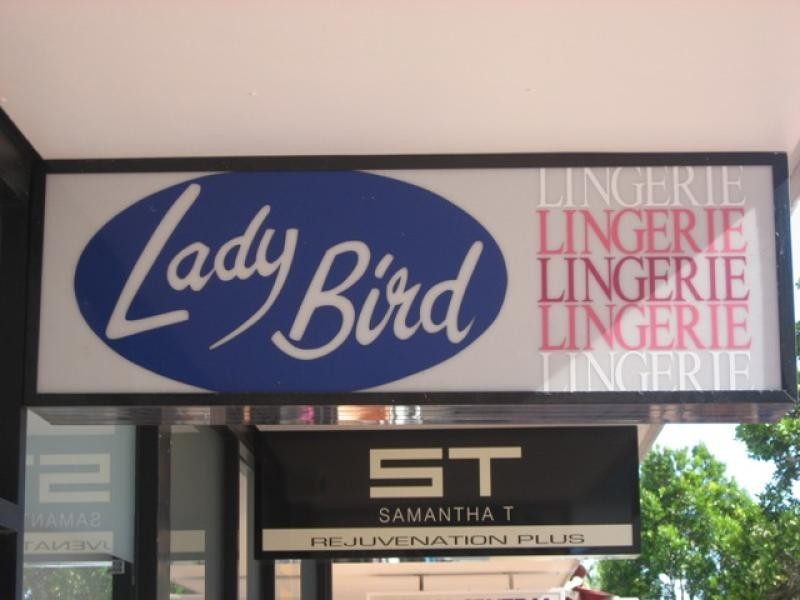 Lady Bird
LINGERIE
LINGERIE
LINGERIE
LINGERIE
LINGERIE
ST
SAMANTHA T
REJUVENATION PLUS